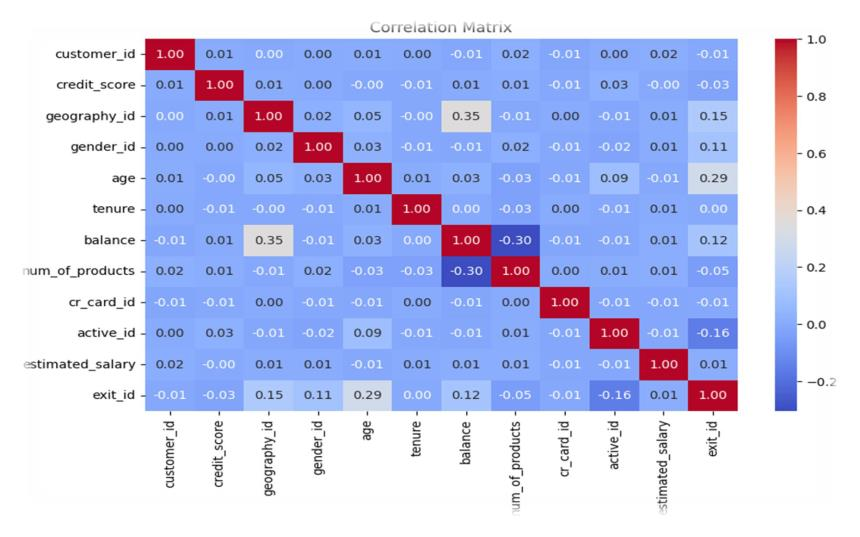 Correlation Matrix
customer_id 1.00 0.01 0.00 0.00 0.01 0.00 -0.01 0.02 -0.01 0.00 0.02 -0.01
credit_score 0.01 1.00 0.01 0.00 -0.00 -0.01 0.01 0.01 -0.01 0.03 -0.00 -0.03
geography_id 0.00 0.01 1.00 0.02 0.05 -0.00 0.35 -0.01 0.00 -0.01 0.01 0.15
gender_id 0.00 0.00 0.02 1.00 0.03 -0.01 -0.01 0.02 -0.01 -0.02 0.01 0.11
age 0.01 -0.00 0.05 0.03 1.00 0.01 0.03 -0.03 -0.01 0.09 -0.01 0.29
tenure 0.00 -0.01 -0.00 -0.01 0.01 1.00 0.00 -0.03 0.00 -0.01 0.01 0.00
balance -0.01 0.01 0.35 -0.01 0.03 0.00 1.00 -0.30 -0.01 -0.01 0.01 0.12
num_of_products 0.02 0.01 -0.01 0.02 -0.03 -0.03 -0.30 1.00 0.00 0.01 0.01 -0.05
cr_card_id -0.01 -0.01 0.00 -0.01 -0.01 0.00 -0.01 0.00 1.00 -0.01 -0.01 -0.01
active_id 0.00 0.03 -0.01 -0.02 0.09 -0.01 -0.01 0.01 -0.01 1.00 -0.01 -0.16
estimated_salary 0.02 -0.00 0.01 0.01 -0.01 0.01 0.01 0.01 -0.01 -0.01 1.00 0.01
exit_id -0.01 -0.03 0.15 0.11 0.29 0.00 0.12 -0.05 -0.01 -0.16 0.01 1.00
customer_id
credit_score
geography_id
gender_id
age
tenure
balance
num_of_products
cr_card_id
active_id
estimated_salary
exit_id
1.0
0.8
0.6
0.4
0.2
0.0
−0.2